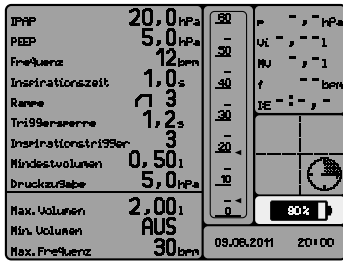 IPAP 20,0 hPa
PEEP 5,0 hPa
Frequenz 12 bpm
Inspirationszeit 1,0 s
Rampe 3
Triggersperre 1,2 s
Inspirationstrigger 3
Mindestvolumen 0,50 l
Druckzugabe 5,0 hPa
Max. Volumen 2,00 l
Min. Volumen AUS
Max. Frequenz 30 bpm
60
50
40
30
20
10
0
P -,- hPa
Vi -,- l
MV -,- l
f -- bpm
IE -:-,-
90%
09.08.2011 20:00